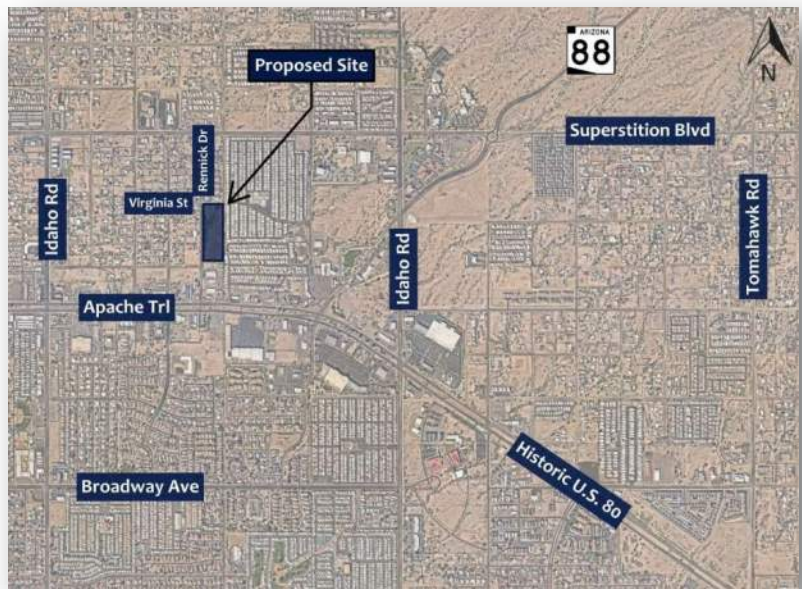 ARIZONA
88
N
Proposed Site
Superstition Blvd
Rennick Dr
Virginia St
Idaho Rd
Idaho Rd
Tomahawk Rd
Apache Trl
Historic U.S. 80
Broadway Ave